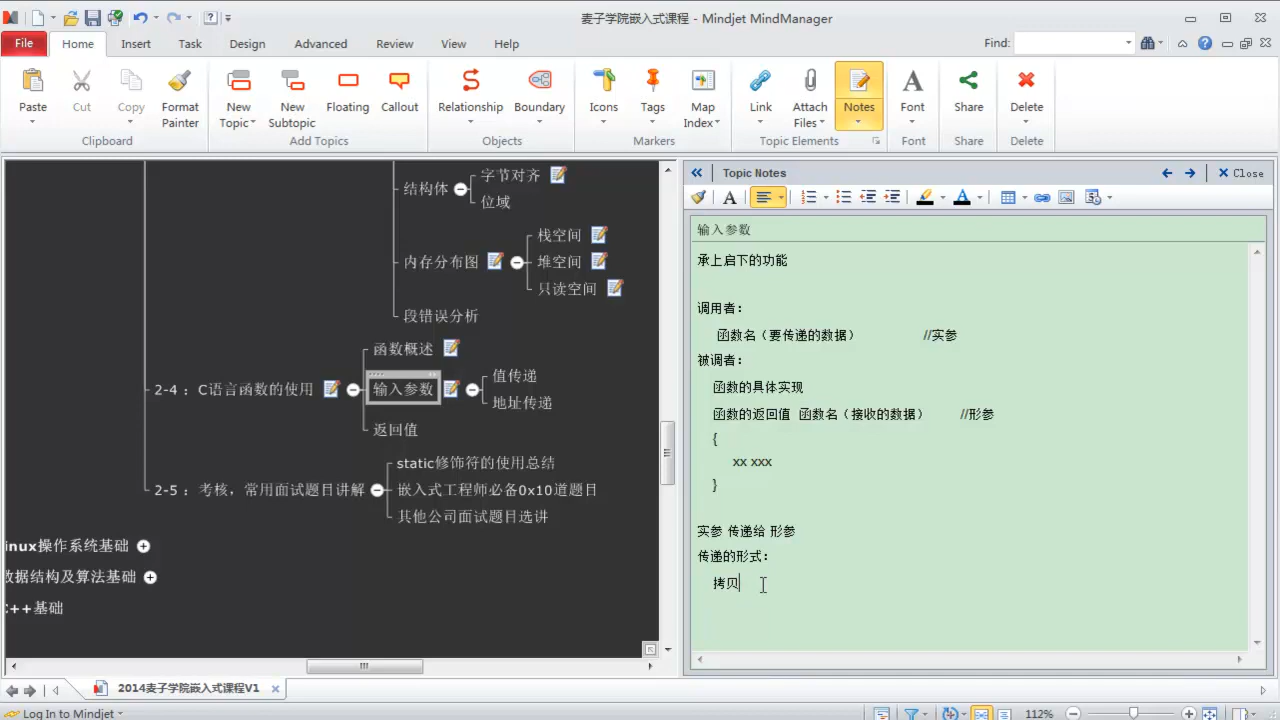 麦子学院嵌入式课程 - Mindjet MindManager
File Home Insert Task Design Advanced Review View Help Find:
Paste Cut Copy Format Painter New Topic New Subtopic Floating Callout Relationship Boundary Icons Tags Map Index Link Attach Files Notes Font Share Delete
Clipboard Add Topics Objects Markers Topic Elements Font Share Delete
结构体
字节对齐
位域
内存分布图
栈空间
堆空间
只读空间
段错误分析
2-4 : C语言函数的使用
函数概述
输入参数
值传递
地址传递
返回值
2-5 : 考核，常用面试题目讲解
static修饰符的使用总结
嵌入式工程师必备0x10道题目
其他公司面试题目选讲
inux操作系统基础
数据结构及算法基础
C++基础
Topic Notes Close
输入参数
承上启下的功能
调用者:
函数名（要传递的数据） //实参
被调者:
函数的具体实现
函数的返回值 函数名（接收的数据） //形参
{
xx xxx
}
实参 传递给 形参
传递的形式:
拷贝
2014麦子学院嵌入式课程V1
Log In to Mindjet 112%